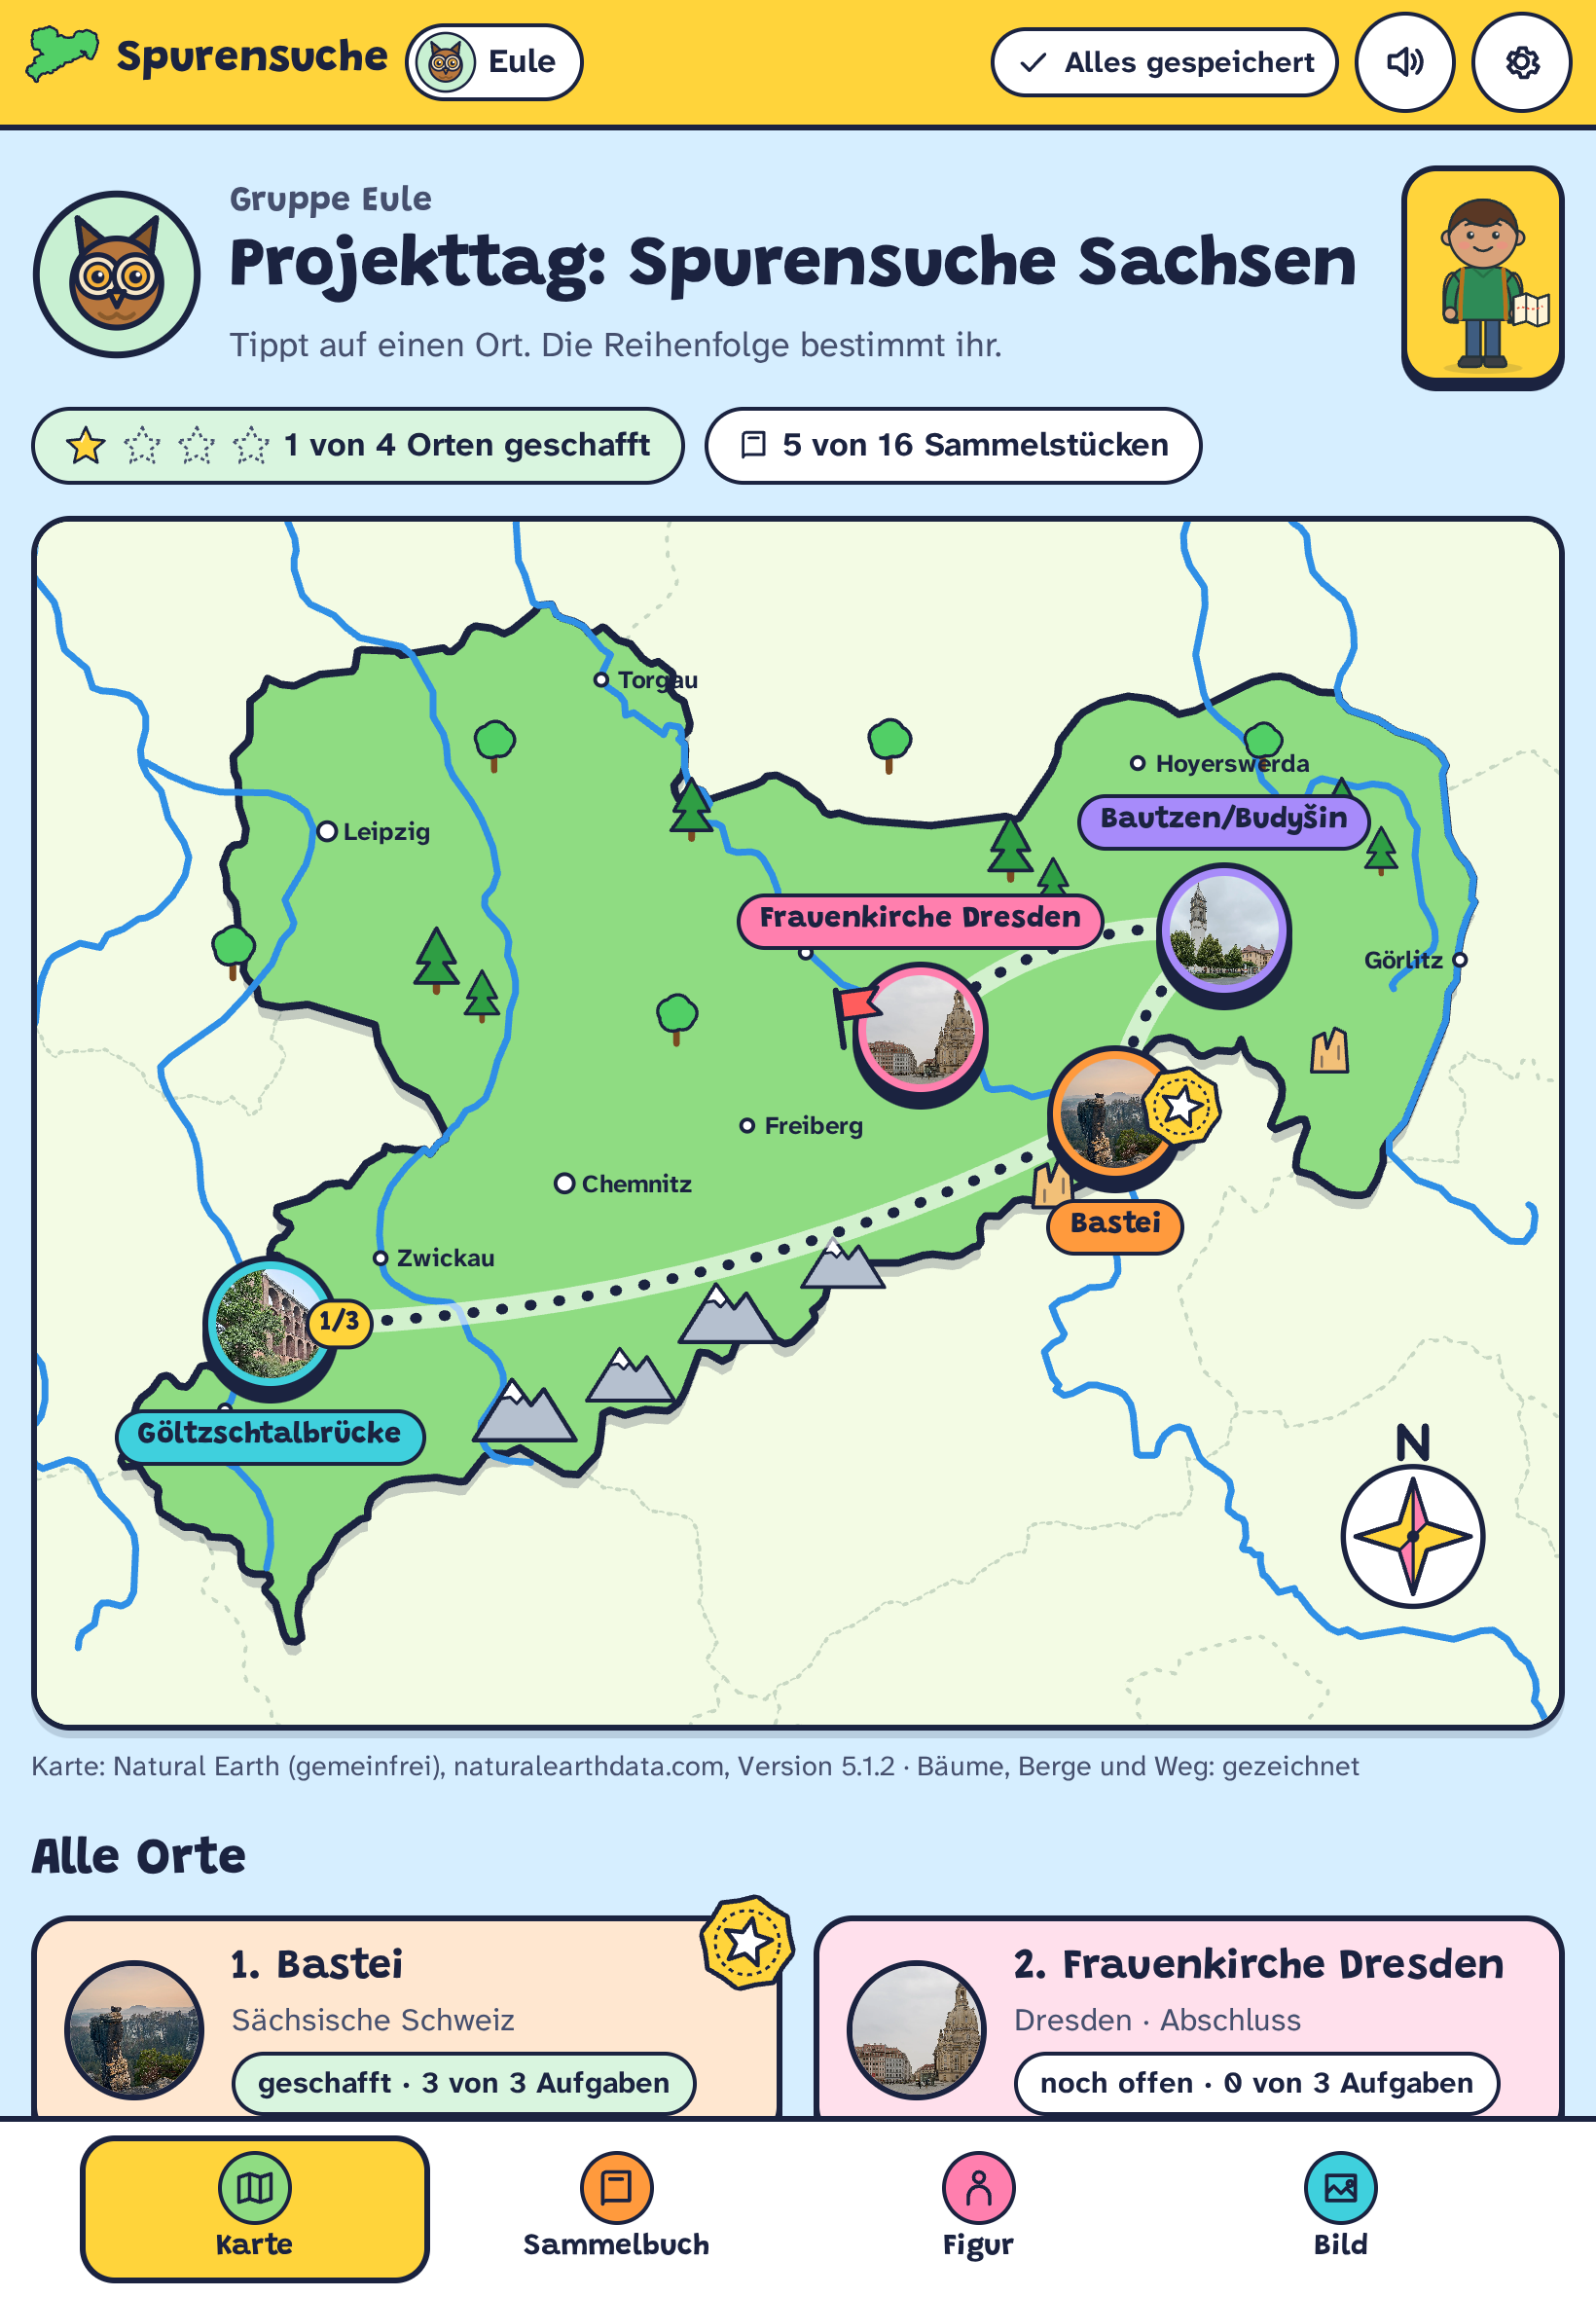 Spurensuche
Eule
Alles gespeichert
Gruppe Eule
Projekttag: Spurensuche Sachsen
Tippt auf einen Ort. Die Reihenfolge bestimmt ihr.
1 von 4 Orten geschafft
5 von 16 Sammelstücken
Torgau
Hoyerswerda
Bautzen/Budyšin
Leipzig
Frauenkirche Dresden
Görlitz
Freiberg
Chemnitz
Bastei
Zwickau
1/3
Göltzschtalbrücke
N
Karte: Natural Earth (gemeinfrei), naturalearthdata.com, Version 5.1.2 · Bäume, Berge und Weg: gezeichnet
Alle Orte
1. Bastei
Sächsische Schweiz
geschafft · 3 von 3 Aufgaben
2. Frauenkirche Dresden
Dresden · Abschluss
noch offen · 0 von 3 Aufgaben
Karte
Sammelbuch
Figur
Bild